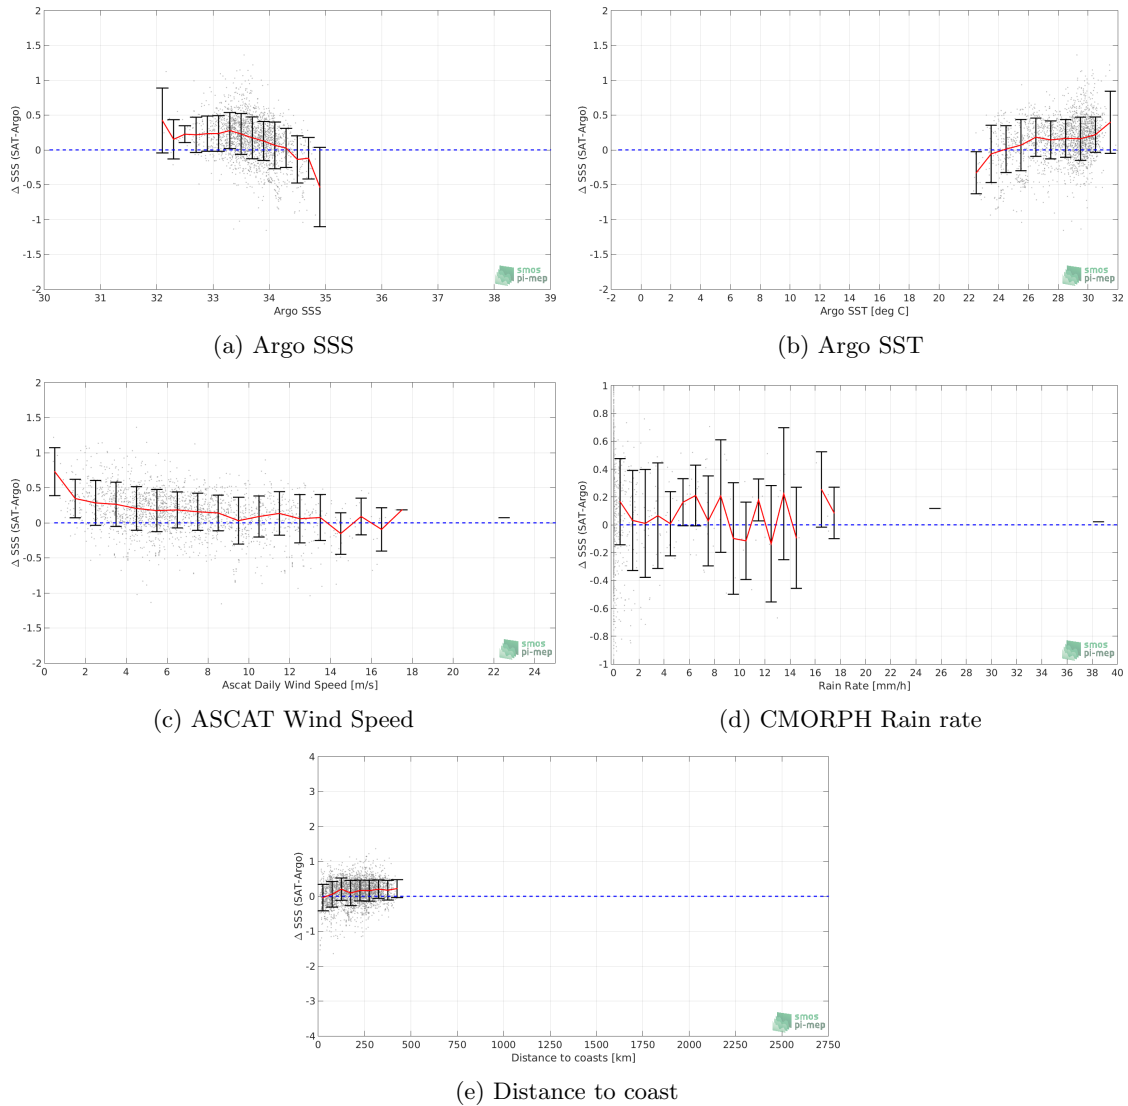 2
1.5
1
0.5
0
-0.5
-1
-1.5
-2
Δ SSS (SAT-Argo)
30 31 32 33 34 35 36 37 38 39
Argo SSS
smos
pi-mep
(a) Argo SSS
2
1.5
1
0.5
0
-0.5
-1
-1.5
-2
Δ SSS (SAT-Argo)
-2 0 2 4 6 8 10 12 14 16 18 20 22 24 26 28 30 32
Argo SST [deg C]
smos
pi-mep
(b) Argo SST
2
1.5
1
0.5
0
-0.5
-1
-1.5
-2
Δ SSS (SAT-Argo)
2 4 6 8 10 12 14 16 18 20 22 24
Ascat Daily Wind Speed [m/s]
smos
pi-mep
(c) ASCAT Wind Speed
1
0.8
0.6
0.4
0.2
0
-0.2
-0.4
-0.6
-0.8
-1
Δ SSS (SAT-Argo)
0 2 4 6 8 10 12 14 16 18 20 22 24 26 28 30 32 34 36 38 40
Rain Rate [mm/h]
smos
pi-mep
(d) CMORPH Rain rate
4
3
2
1
0
-1
-2
-3
-4
Δ SSS (SAT-Argo)
0 250 500 750 1000 1250 1500 1750 2000 2250 2500 2750
Distance to coasts [km]
smos
pi-mep
(e) Distance to coast